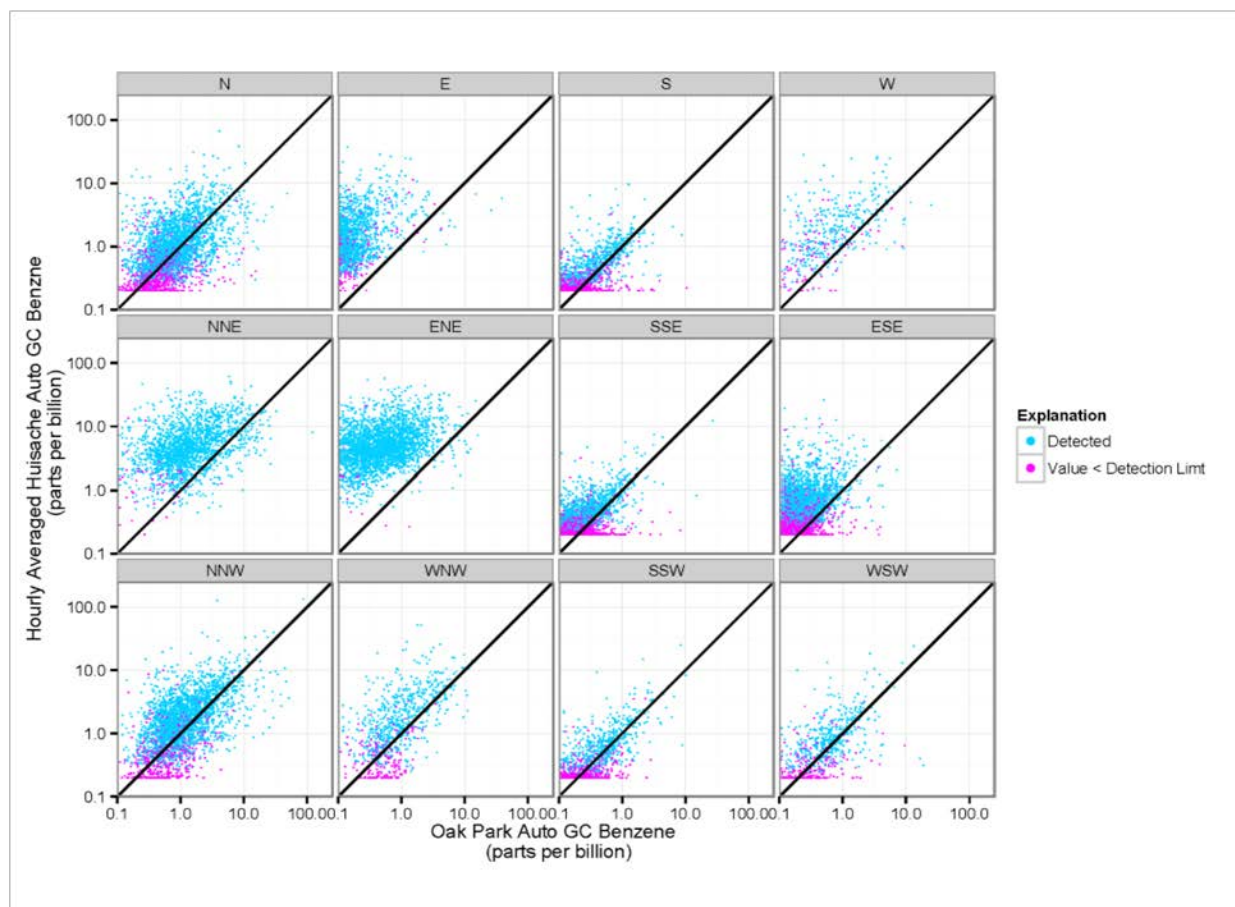 N E S W
100.0
10.0
1.0
0.1
NNE ENE SSE ESE
100.0
10.0
1.0
0.1
NNW WNW SSW WSW
100.0
10.0
1.0
0.1
0.1 1.0 10.0 100.00.1 1.0 10.0 100.00.1 1.0 10.0 100.00.1 1.0 10.0 100.0
Hourly Averaged Huisache Auto GC Benzne
(parts per billion)
Oak Park Auto GC Benzene
(parts per billion)
Explanation
Detected
Value < Detection Limt